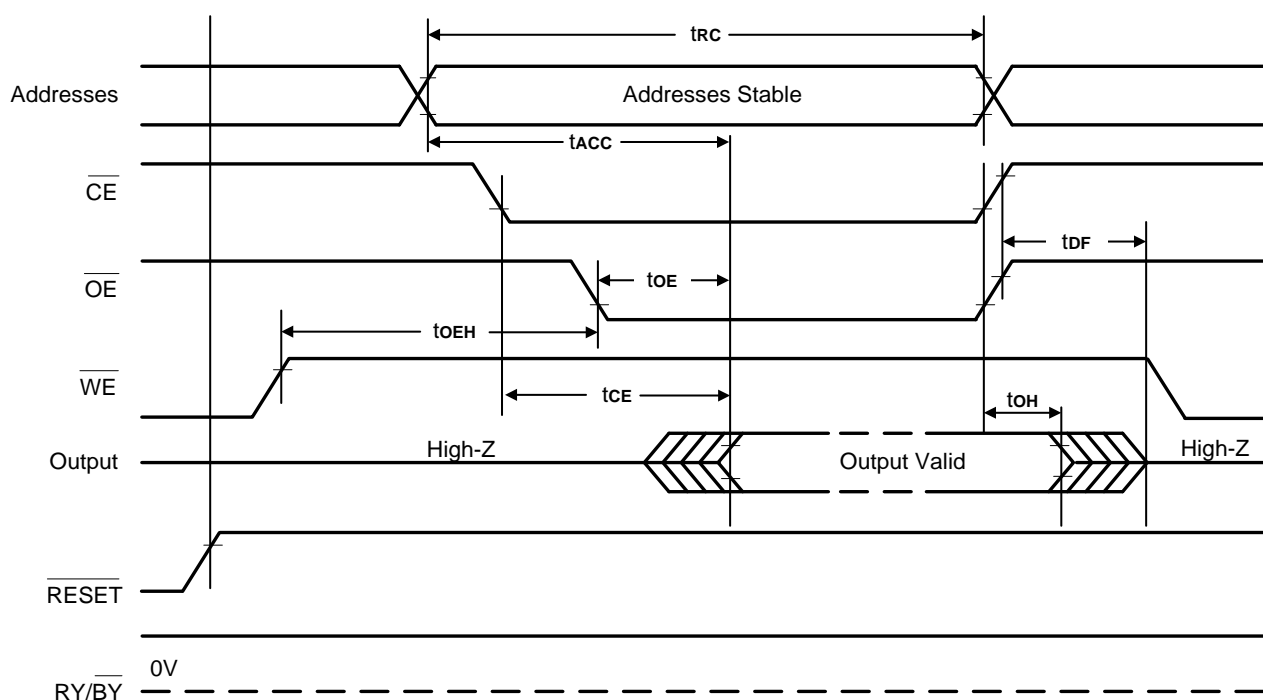 tRC
Addresses
Addresses Stable
tACC
CE
tDF
OE
tOE
tOEH
WE
tCE
tOH
High-Z
Output
Output Valid
High-Z
RESET
0V
RY/BY